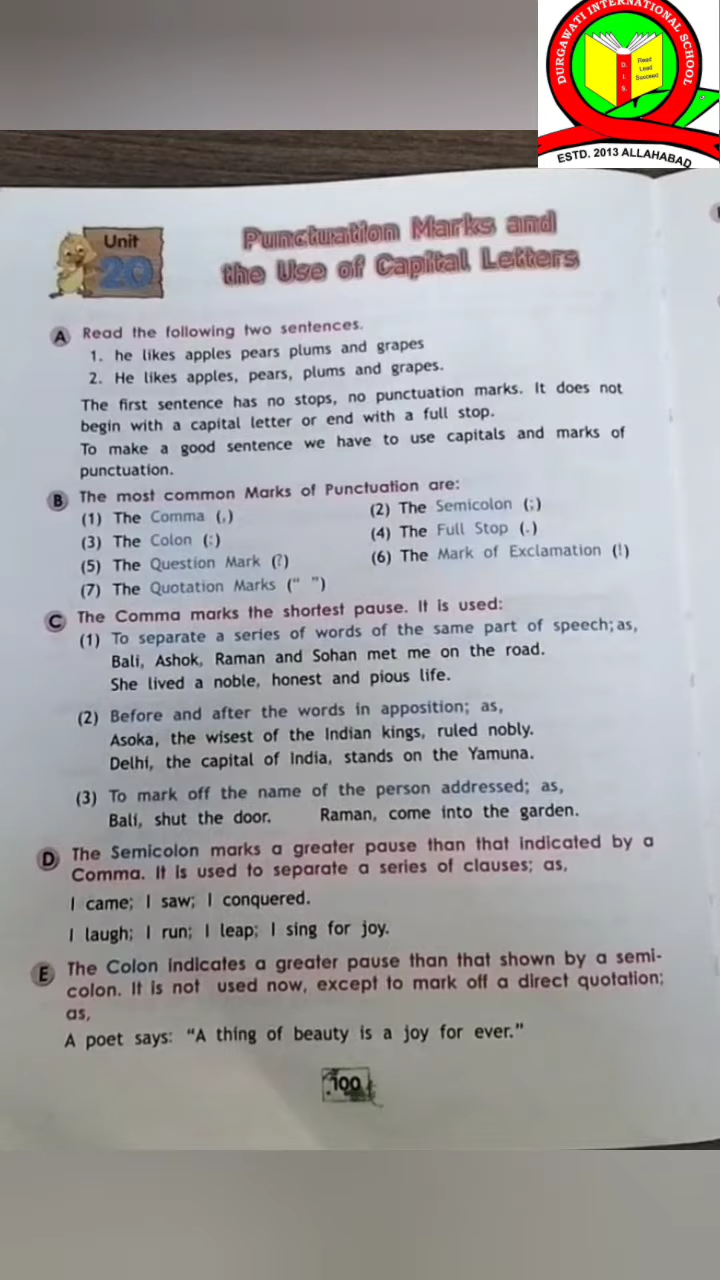 DURGAWATI INTERNATIONAL SCHOOL
D.
I.
S.
Read
Lead
Succeed
ESTD. 2013 ALLAHABAD
Unit
20
Punctuation Marks and
the Use of Capital Letters
A Read the following two sentences.
1. he likes apples pears plums and grapes
2. He likes apples, pears, plums and grapes.
The first sentence has no stops, no punctuation marks. It does not
begin with a capital letter or end with a full stop.
To make a good sentence we have to use capitals and marks of
punctuation.
B The most common Marks of Punctuation are:
(1) The Comma (,) (2) The Semicolon (;)
(3) The Colon (:) (4) The Full Stop (.)
(5) The Question Mark (?) (6) The Mark of Exclamation (!)
(7) The Quotation Marks (“ ”)
C The Comma marks the shortest pause. It is used:
(1) To separate a series of words of the same part of speech; as,
Bali, Ashok, Raman and Sohan met me on the road.
She lived a noble, honest and pious life.
(2) Before and after the words in apposition; as,
Asoka, the wisest of the Indian kings, ruled nobly.
Delhi, the capital of India, stands on the Yamuna.
(3) To mark off the name of the person addressed; as,
Bali, shut the door. Raman, come into the garden.
D The Semicolon marks a greater pause than that indicated by a
Comma. It is used to separate a series of clauses; as,
I came; I saw; I conquered.
I laugh; I run; I leap; I sing for joy.
E The Colon indicates a greater pause than that shown by a semi-
colon. It is not used now, except to mark off a direct quotation;
as,
A poet says: “A thing of beauty is a joy for ever.”
100